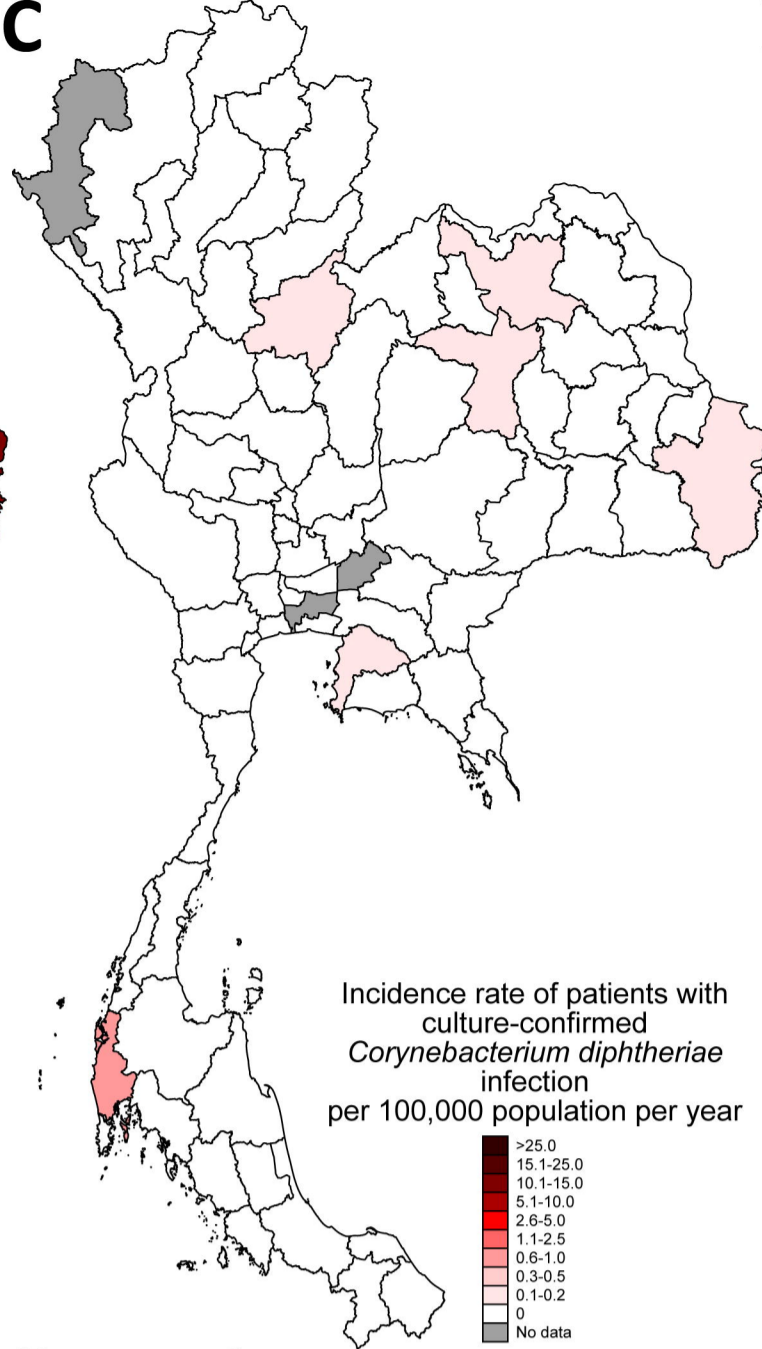 C
Incidence rate of patients with
culture-confirmed
Corynebacterium diphtheriae
infection
per 100,000 population per year
>25.0
15.1-25.0
10.1-15.0
5.1-10.0
2.6-5.0
1.1-2.5
0.6-1.0
0.3-0.5
0.1-0.2
0
No data